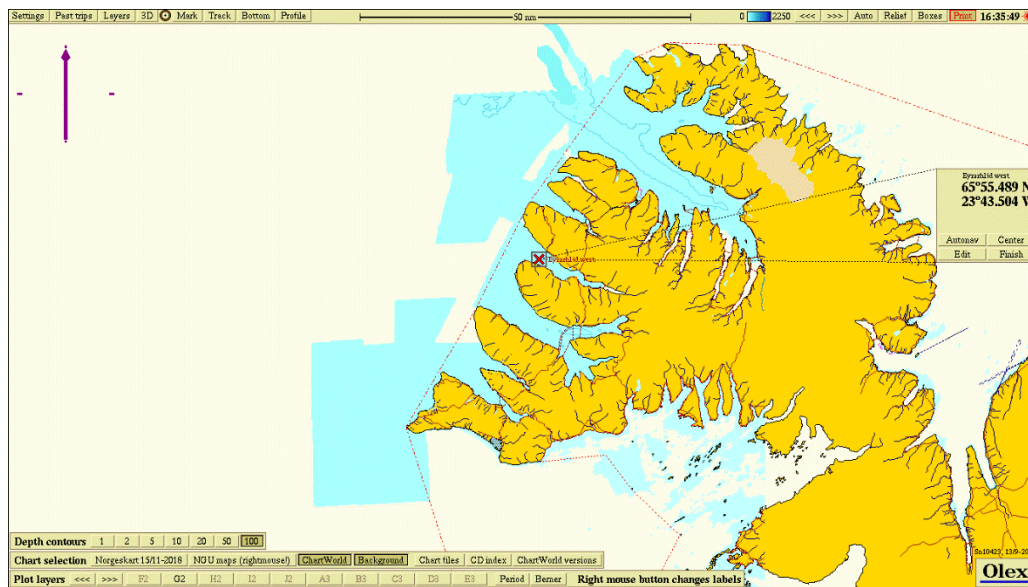 Settings Past trips Layers 3D Mark Track Bottom Profile 50 nm 0 2250 <<< >>> Auto Relief Boxes Print 16:35:49
65°55.489 N
23°43.504 W
Autonav Center
Edit Finish
Depth contours 1 2 5 10 20 50 100
Chart selection Norgeskart 15/11-2016 NGU maps (rightmouse!) ChartWorld Background Chart tiles CD index ChartWorld versions
Plot layers <<< >>> F2 G2 H2 I2 J2 A3 B3 C3 D3 E3 Period Berner Right mouse button changes labels
Olex